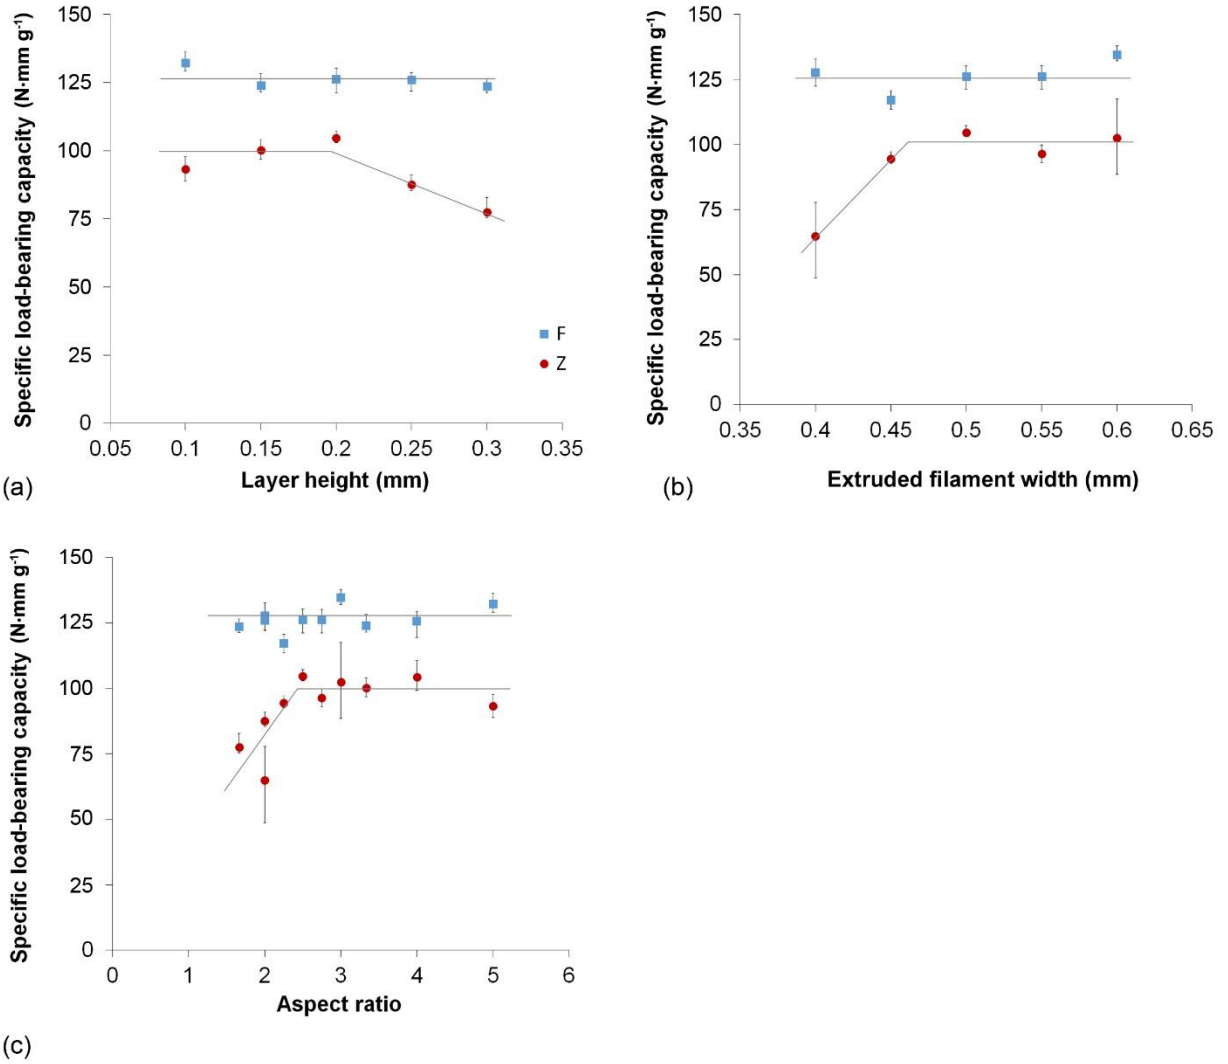 Specific load-bearing capacity (N·mm g⁻¹)
150
125
100
75
50
25
0
0.05 0.1 0.15 0.2 0.25 0.3 0.35
Layer height (mm)
F
Z
(a)
Specific load-bearing capacity (N·mm g⁻¹)
150
125
100
75
50
25
0
0.35 0.4 0.45 0.5 0.55 0.6 0.65
Extruded filament width (mm)
(b)
Specific load-bearing capacity (N·mm g⁻¹)
150
125
100
75
50
25
0
0 1 2 3 4 5 6
Aspect ratio
(c)